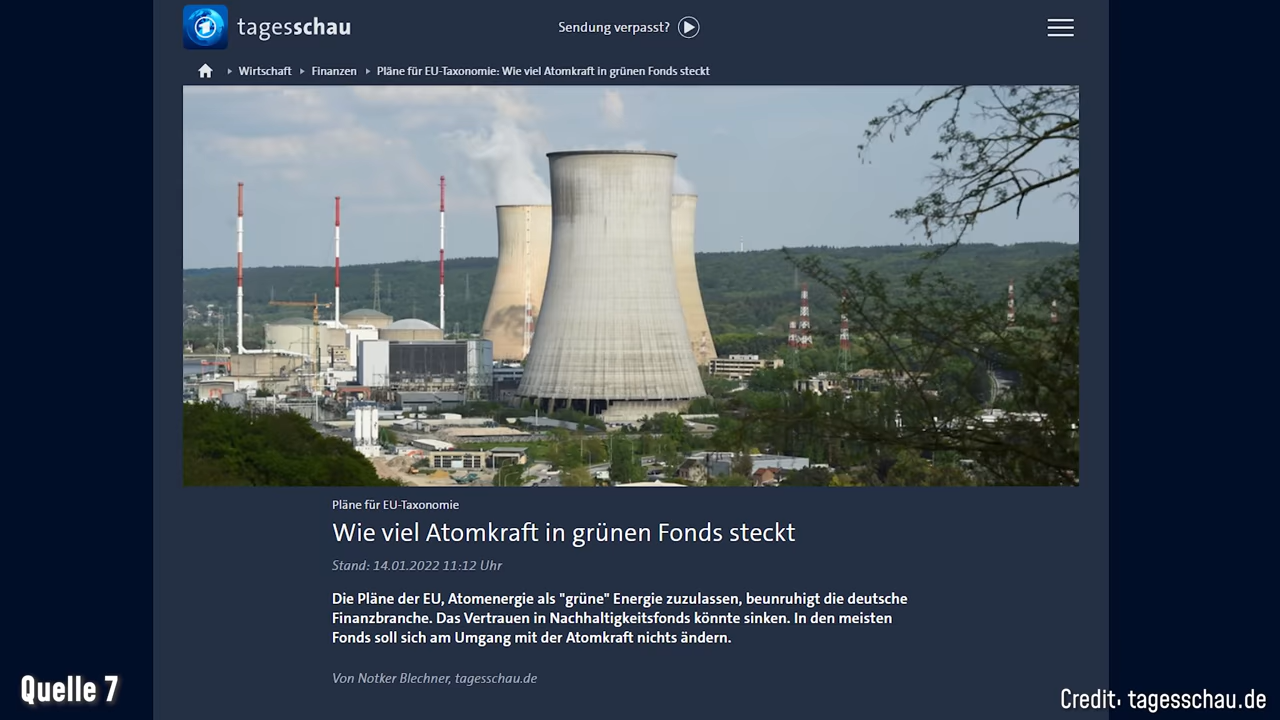 tagesschau
Sendung verpasst?
Wirtschaft
Finanzen
Pläne für EU-Taxonomie: Wie viel Atomkraft in grünen Fonds steckt
Pläne für EU-Taxonomie
Wie viel Atomkraft in grünen Fonds steckt
Stand: 14.01.2022 11:12 Uhr
Die Pläne der EU, Atomenergie als "grüne" Energie zuzulassen, beunruhigt die deutsche
Finanzbranche. Das Vertrauen in Nachhaltigkeitsfonds könnte sinken. In den meisten
Fonds soll sich am Umgang mit der Atomkraft nichts ändern.
Von Notker Blechner, tagesschau.de
Quelle 7
Credit: tagesschau.de